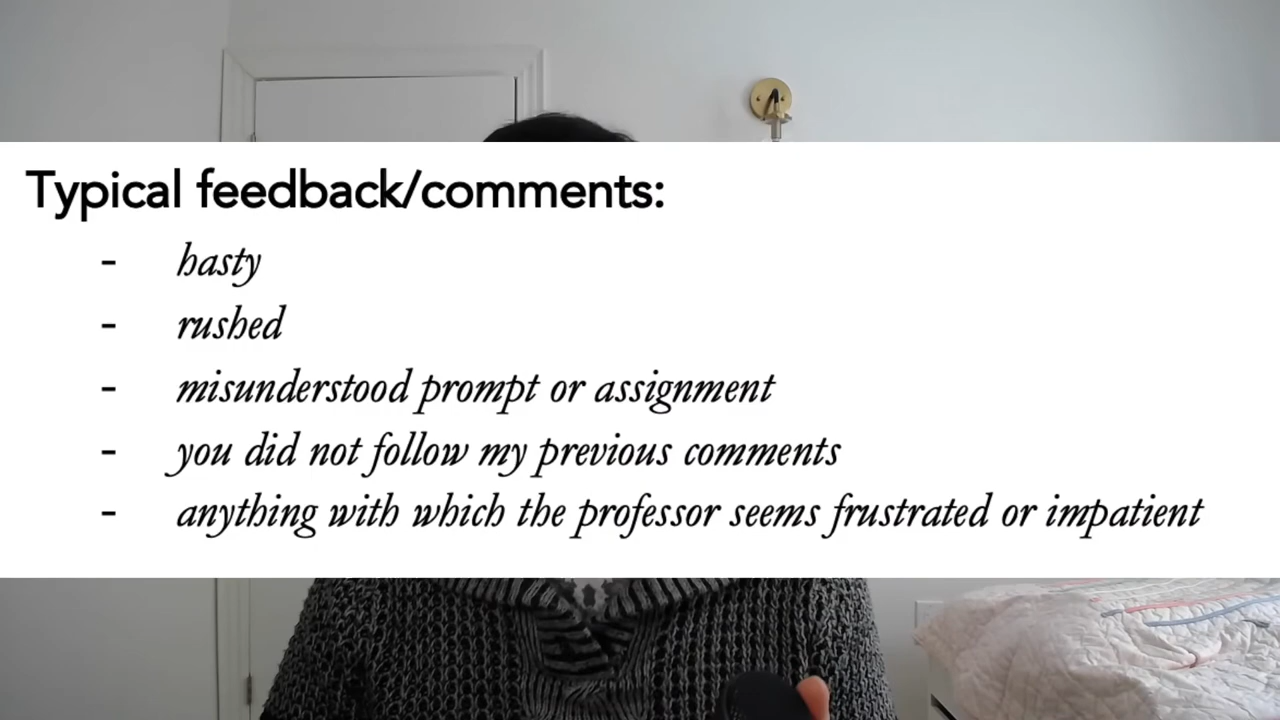 Typical feedback/comments:
- hasty
- rushed
- misunderstood prompt or assignment
- you did not follow my previous comments
- anything with which the professor seems frustrated or impatient